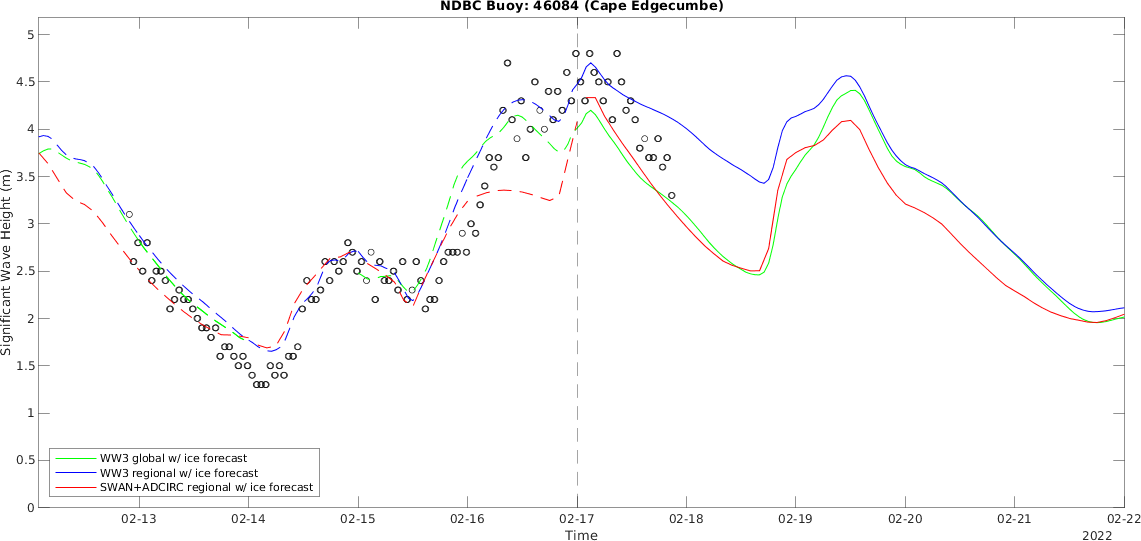 NDBC Buoy: 46084 (Cape Edgecumbe)
Significant Wave Height (m)
5
4.5
4
3.5
3
2.5
2
1.5
1
0.5
0
WW3 global w/ ice forecast
WW3 regional w/ ice forecast
SWAN+ADCIRC regional w/ ice forecast
02-13 02-14 02-15 02-16 02-17 02-18 02-19 02-20 02-21 02-22
Time
2022